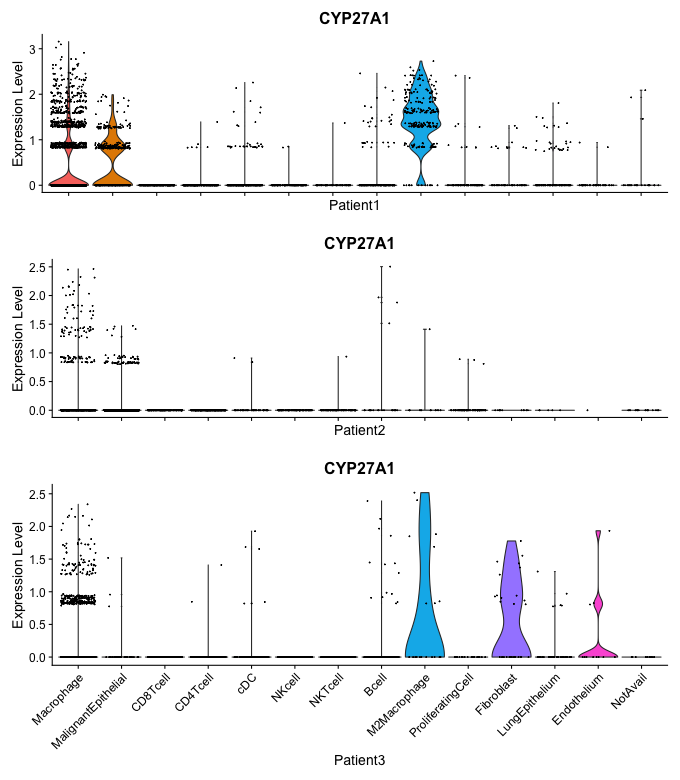 CYP27A1
Expression Level
3
2
1
0
Patient1
CYP27A1
Expression Level
2.5
2.0
1.5
1.0
0.5
0.0
Patient2
CYP27A1
Expression Level
2.5
2.0
1.5
1.0
0.5
0.0
Macrophage
MalignantEpithelial
CD8Tcell
CD4Tcell
cDC
NKcell
NKTcell
Bcell
M2Macrophage
ProliferatingCell
Fibroblast
LungEpithelium
Endothelium
NotAvail
Patient3